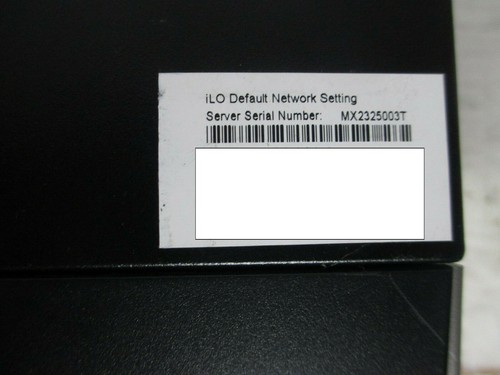 iLO Default Network Setting
Server Serial Number: MX2325003T